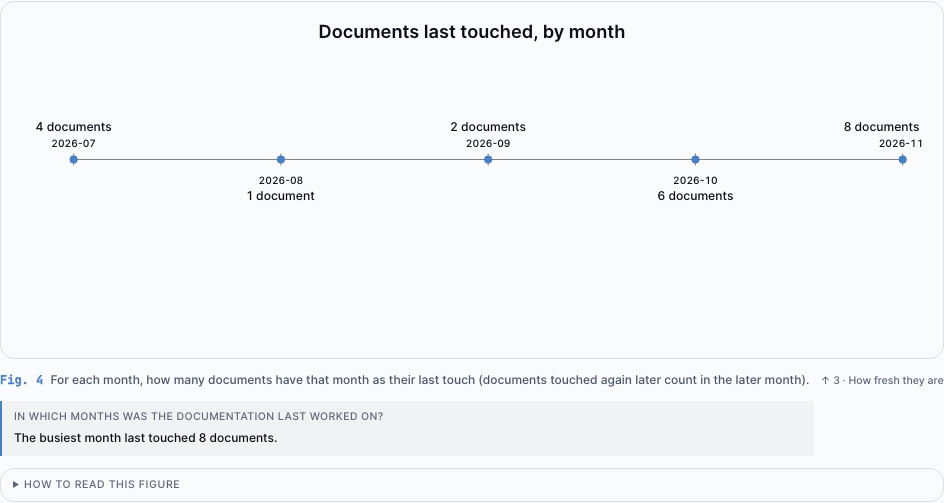 Documents last touched, by month
4 documents
2026-07
2026-08
1 document
2 documents
2026-09
2026-10
6 documents
8 documents
2026-11
Fig. 4 For each month, how many documents have that month as their last touch (documents touched again later count in the later month). ↑ 3 · How fresh they are
IN WHICH MONTHS WAS THE DOCUMENTATION LAST WORKED ON?
The busiest month last touched 8 documents.
▶ HOW TO READ THIS FIGURE